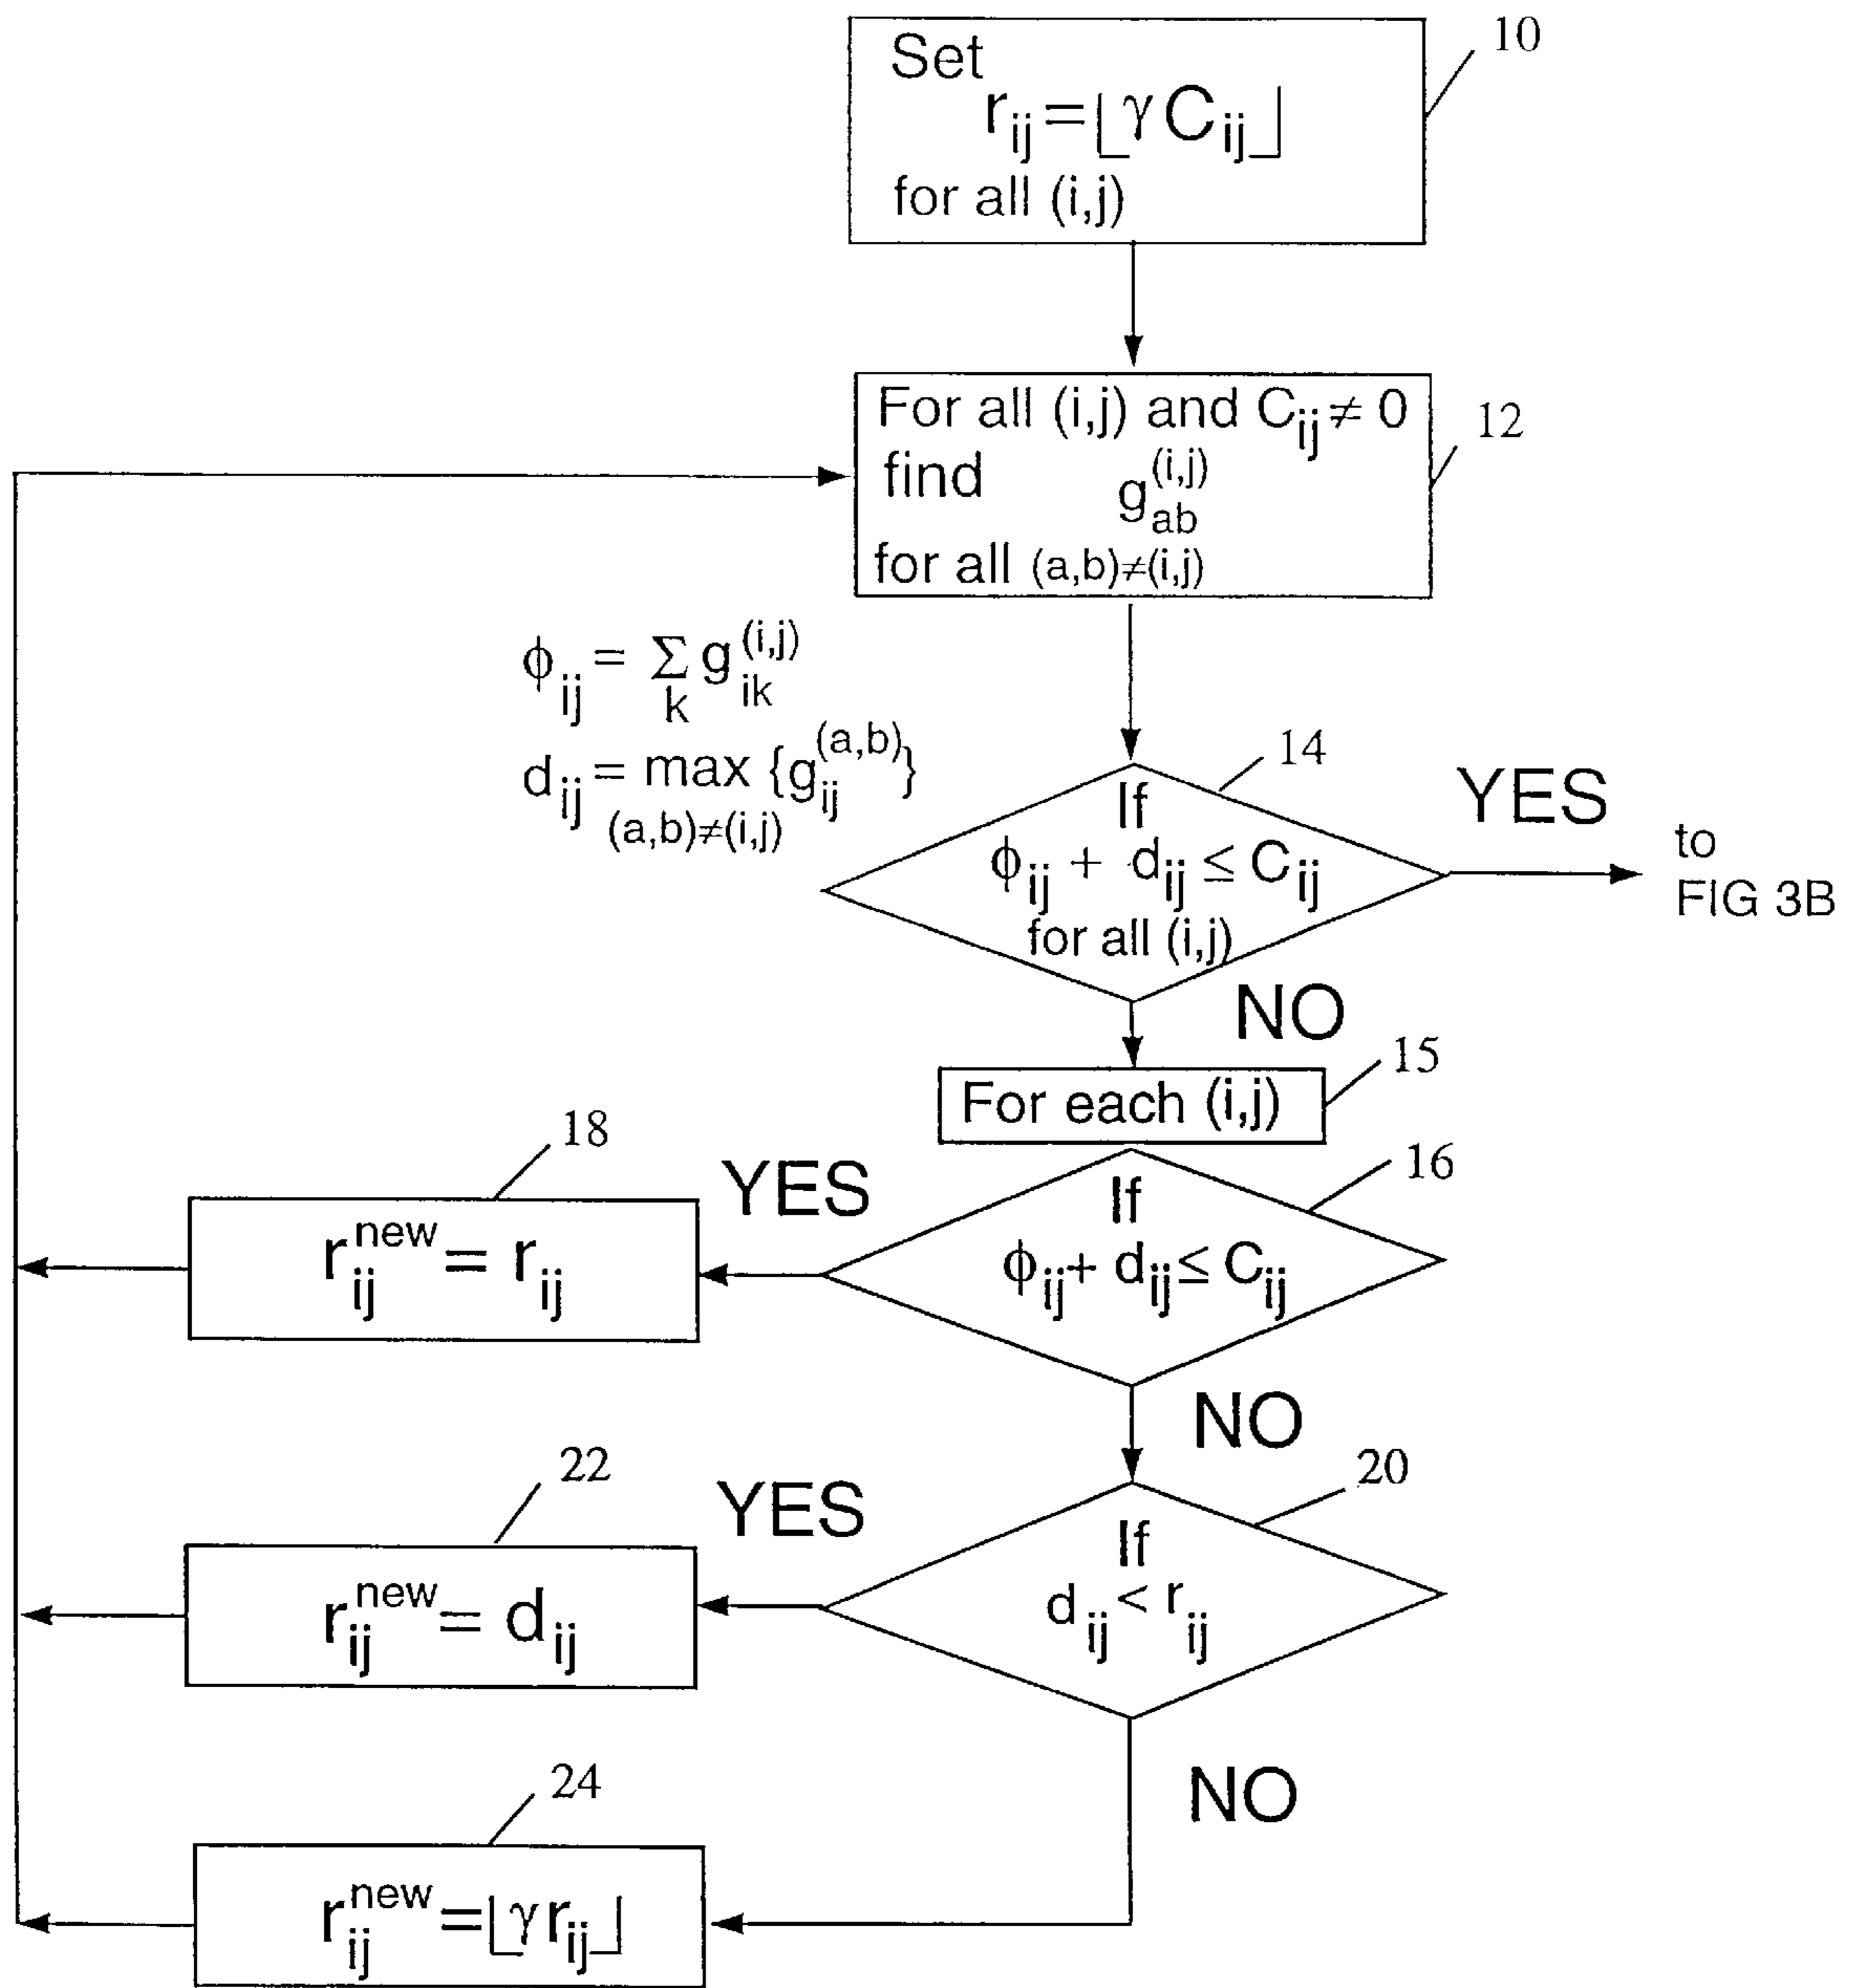 Set
r_ij = ⌊γ C_ij⌋
for all (i,j)
10
For all (i,j) and C_ij ≠ 0
find g_ab^(i,j)
for all (a,b)≠(i,j)
12
ϕ_ij = Σ_k g_ik^(i,j)
d_ij = max_(a,b)≠(i,j) {g_ij^(a,b)}
14
If
ϕ_ij + d_ij ≤ C_ij
for all (i,j)
YES
to
FIG 3B
NO
15
For each (i,j)
16
If
ϕ_ij + d_ij ≤ C_ij
YES
18
r_ij^new = r_ij
NO
20
If
d_ij < r_ij
YES
22
r_ij^new = d_ij
NO
24
r_ij^new = ⌊γ r_ij⌋